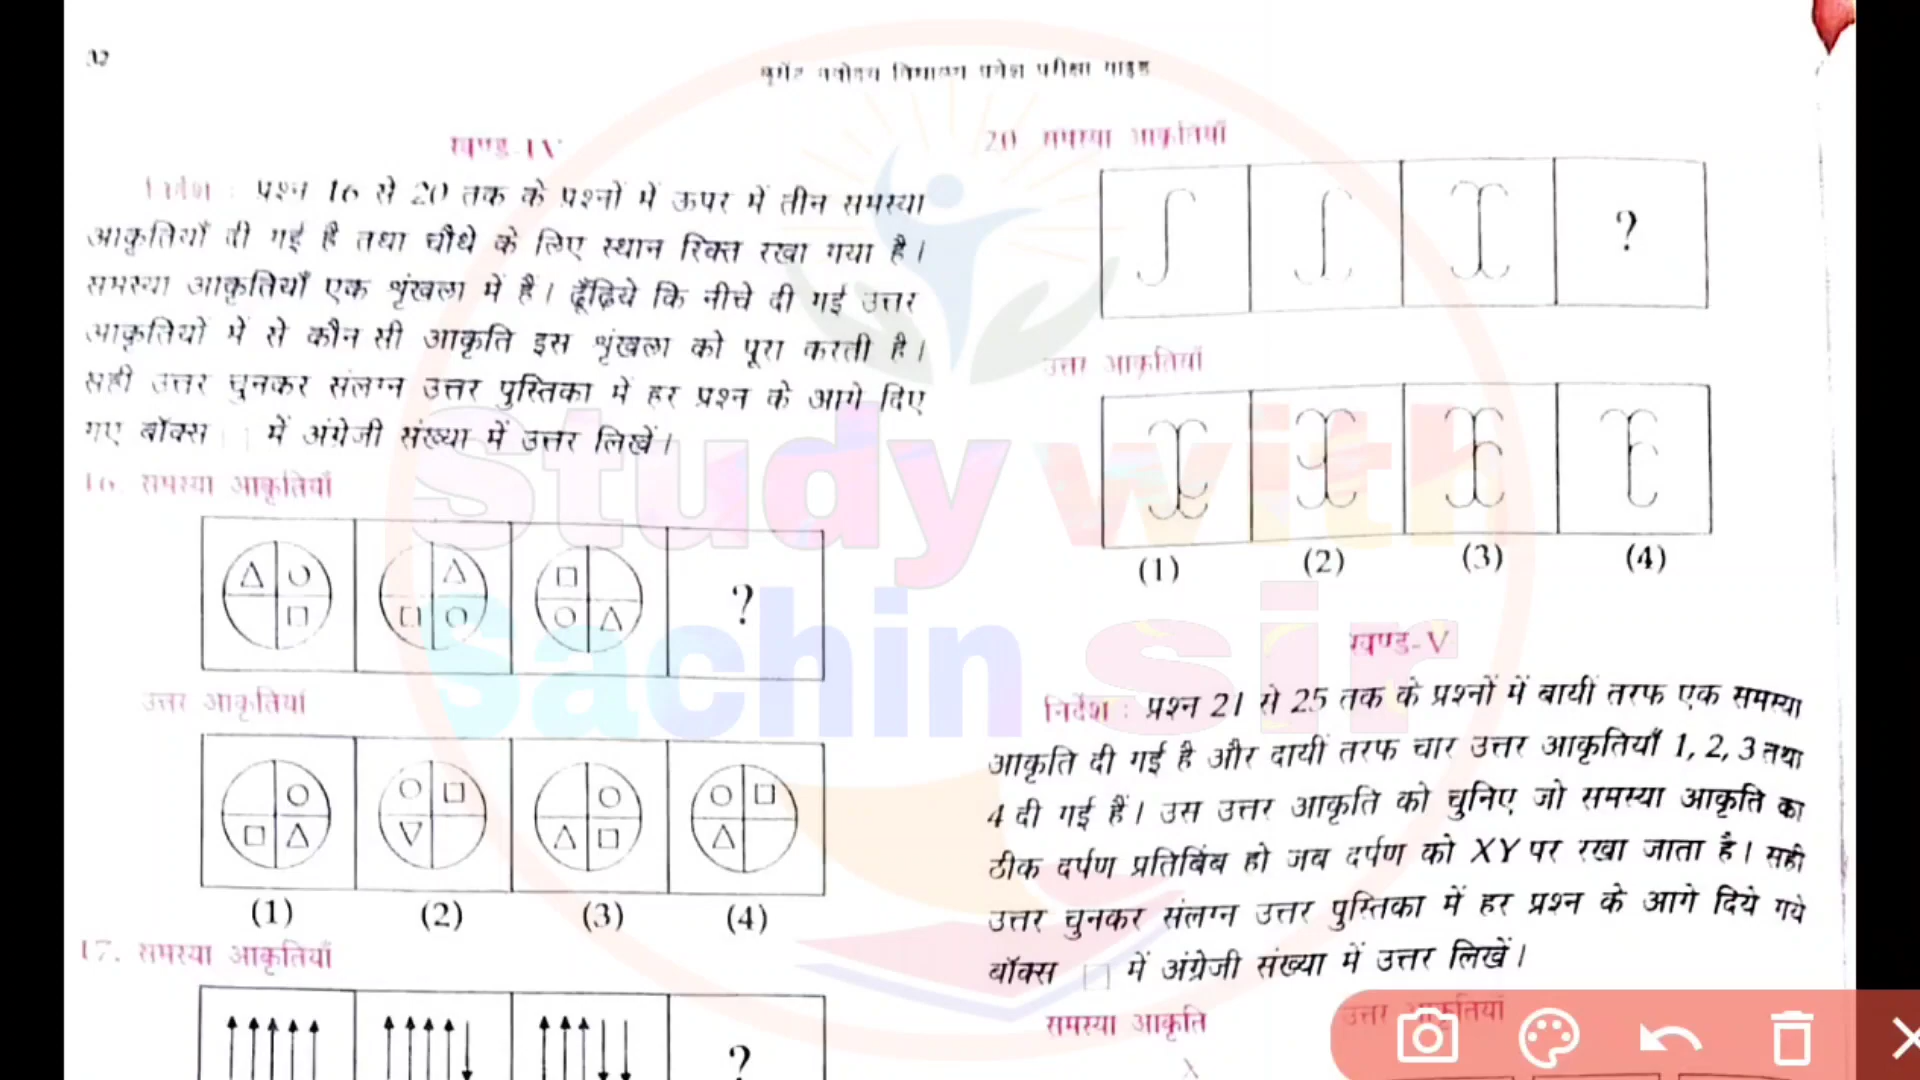 32
खण्ड-IV
निर्देश : प्रश्न 16 से 20 तक के प्रश्नों में ऊपर में तीन समस्या
आकृतियाँ दी गई है तथा चौथे के लिए स्थान रिक्त रखा गया है।
समस्या आकृतियाँ एक शृंखला में हैं। ढूँढ़िये कि नीचे दी गई उत्तर
आकृतियों में से कौन सी आकृति इस शृंखला को पूरा करती है।
सही उत्तर चुनकर संलग्न उत्तर पुस्तिका में हर प्रश्न के आगे दिए
गए बॉक्स में अंग्रेजी संख्या में उत्तर लिखें।
16. समस्या आकृतियाँ
?
उत्तर आकृतियाँ
(1) (2) (3) (4)
17. समस्या आकृतियाँ
?
नवोदय विद्यालय प्रवेश परीक्षा गाइड
20. समस्या आकृतियाँ
?
उत्तर आकृतियाँ
(1) (2) (3) (4)
खण्ड-V
निर्देश : प्रश्न 21 से 25 तक के प्रश्नों में बायीं तरफ एक समस्या
आकृति दी गई है और दायीं तरफ चार उत्तर आकृतियाँ 1, 2, 3 तथा
4 दी गई हैं। उस उत्तर आकृति को चुनिए जो समस्या आकृति का
ठीक दर्पण प्रतिबिंब हो जब दर्पण को XY पर रखा जाता है। सही
उत्तर चुनकर संलग्न उत्तर पुस्तिका में हर प्रश्न के आगे दिये गये
बॉक्स में अंग्रेजी संख्या में उत्तर लिखें।
समस्या आकृति उत्तर आकृतियाँ
X
Study with
Sachin sir